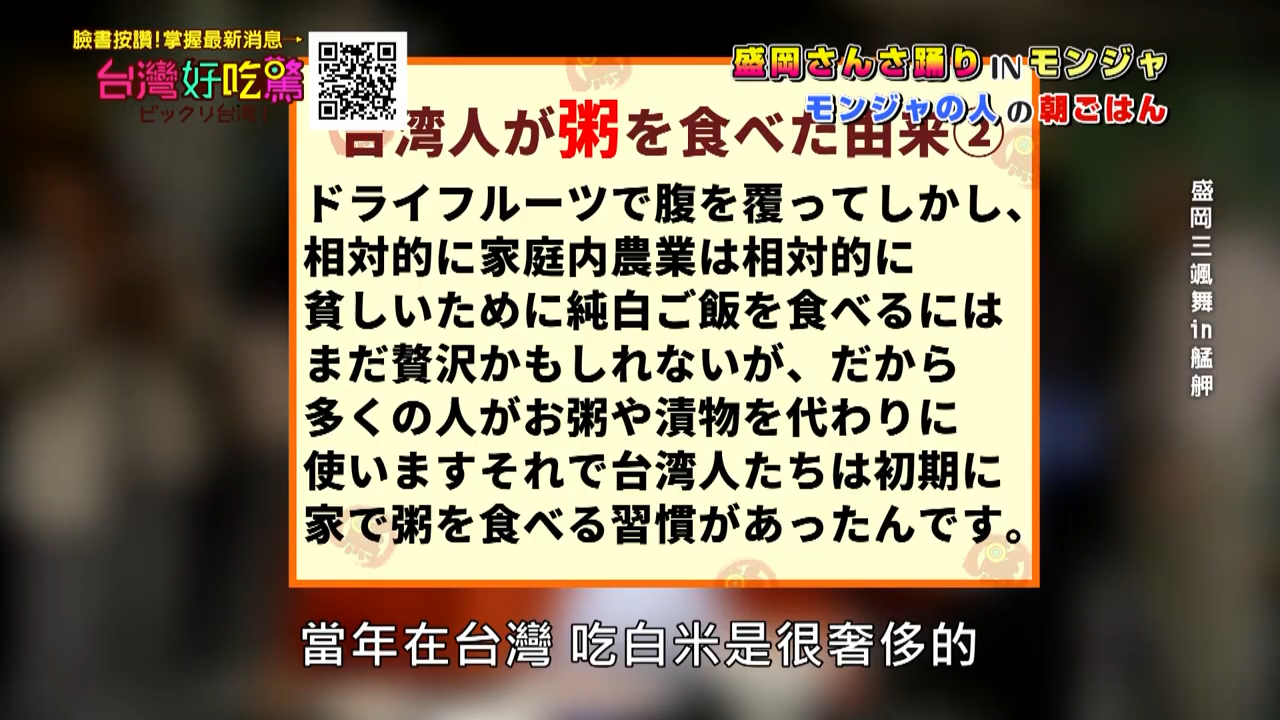 臉書按讚!掌握最新消息→
台灣好吃驚
ビックリ台湾!
盛岡さんさ踊りINモンジャ
モンジャの人の朝ごはん
台湾人が粥を食べた由来②
ドライフルーツで腹を覆ってしかし、
相対的に家庭内農業は相対的に
貧しいために純白ご飯を食べるには
まだ贅沢かもしれないが、だから
多くの人がお粥や漬物を代わりに
使いますそれで台湾人たちは初期に
家で粥を食べる習慣があったんです。
盛岡三颯舞in艋舺
當年在台灣 吃白米是很奢侈的